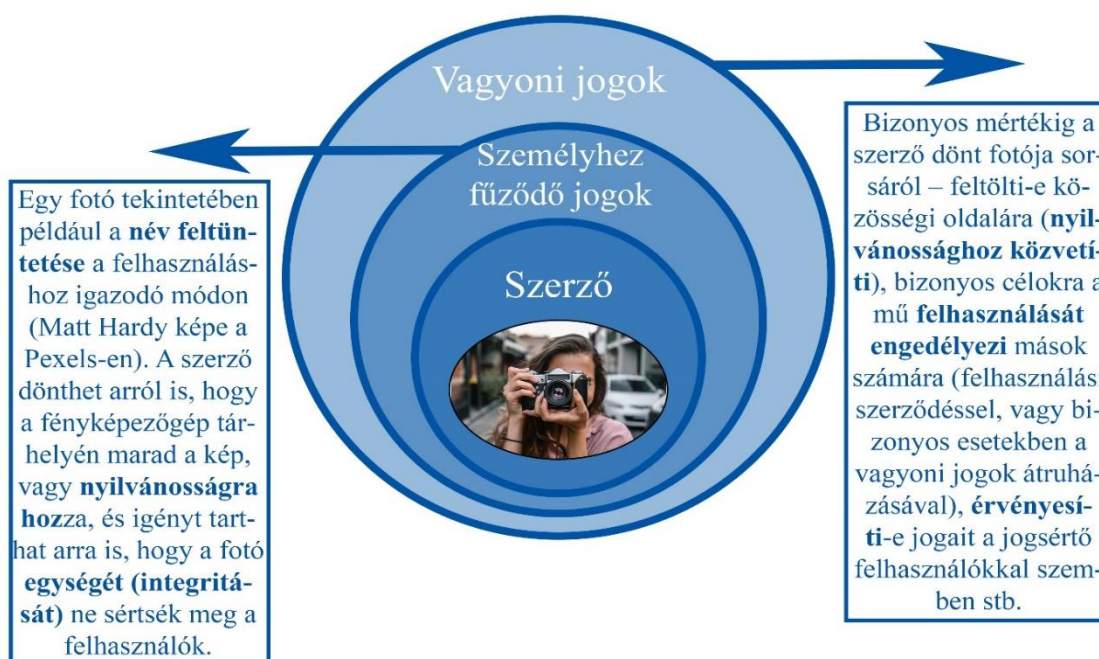 Vagyoni jogok
Személyhez
fűződő jogok
Szerző
Egy fotó tekintetében
például a név feltün-
tetése a felhasználás-
hoz igazodó módon
(Matt Hardy képe a
Pexels-en). A szerző
dönthet arról is, hogy
a fényképezőgép tár-
helyén marad a kép,
vagy nyilvánosságra
hozza, és igényt tart-
hat arra is, hogy a fotó
egységét (integritá-
sát) ne sértsék meg a
felhasználók.
Bizonyos mértékig a
szerző dönt fotója sor-
sáról – feltölti-e kö-
zösségi oldalára (nyil-
vánossághoz közvetí-
ti), bizonyos célokra a
mű felhasználását
engedélyezi mások
számára (felhasználási
szerződéssel, vagy bi-
zonyos esetekben a
vagyoni jogok átruhá-
zásával), érvényesí-
ti-e jogait a jogsértő
felhasználókkal szem-
ben stb.